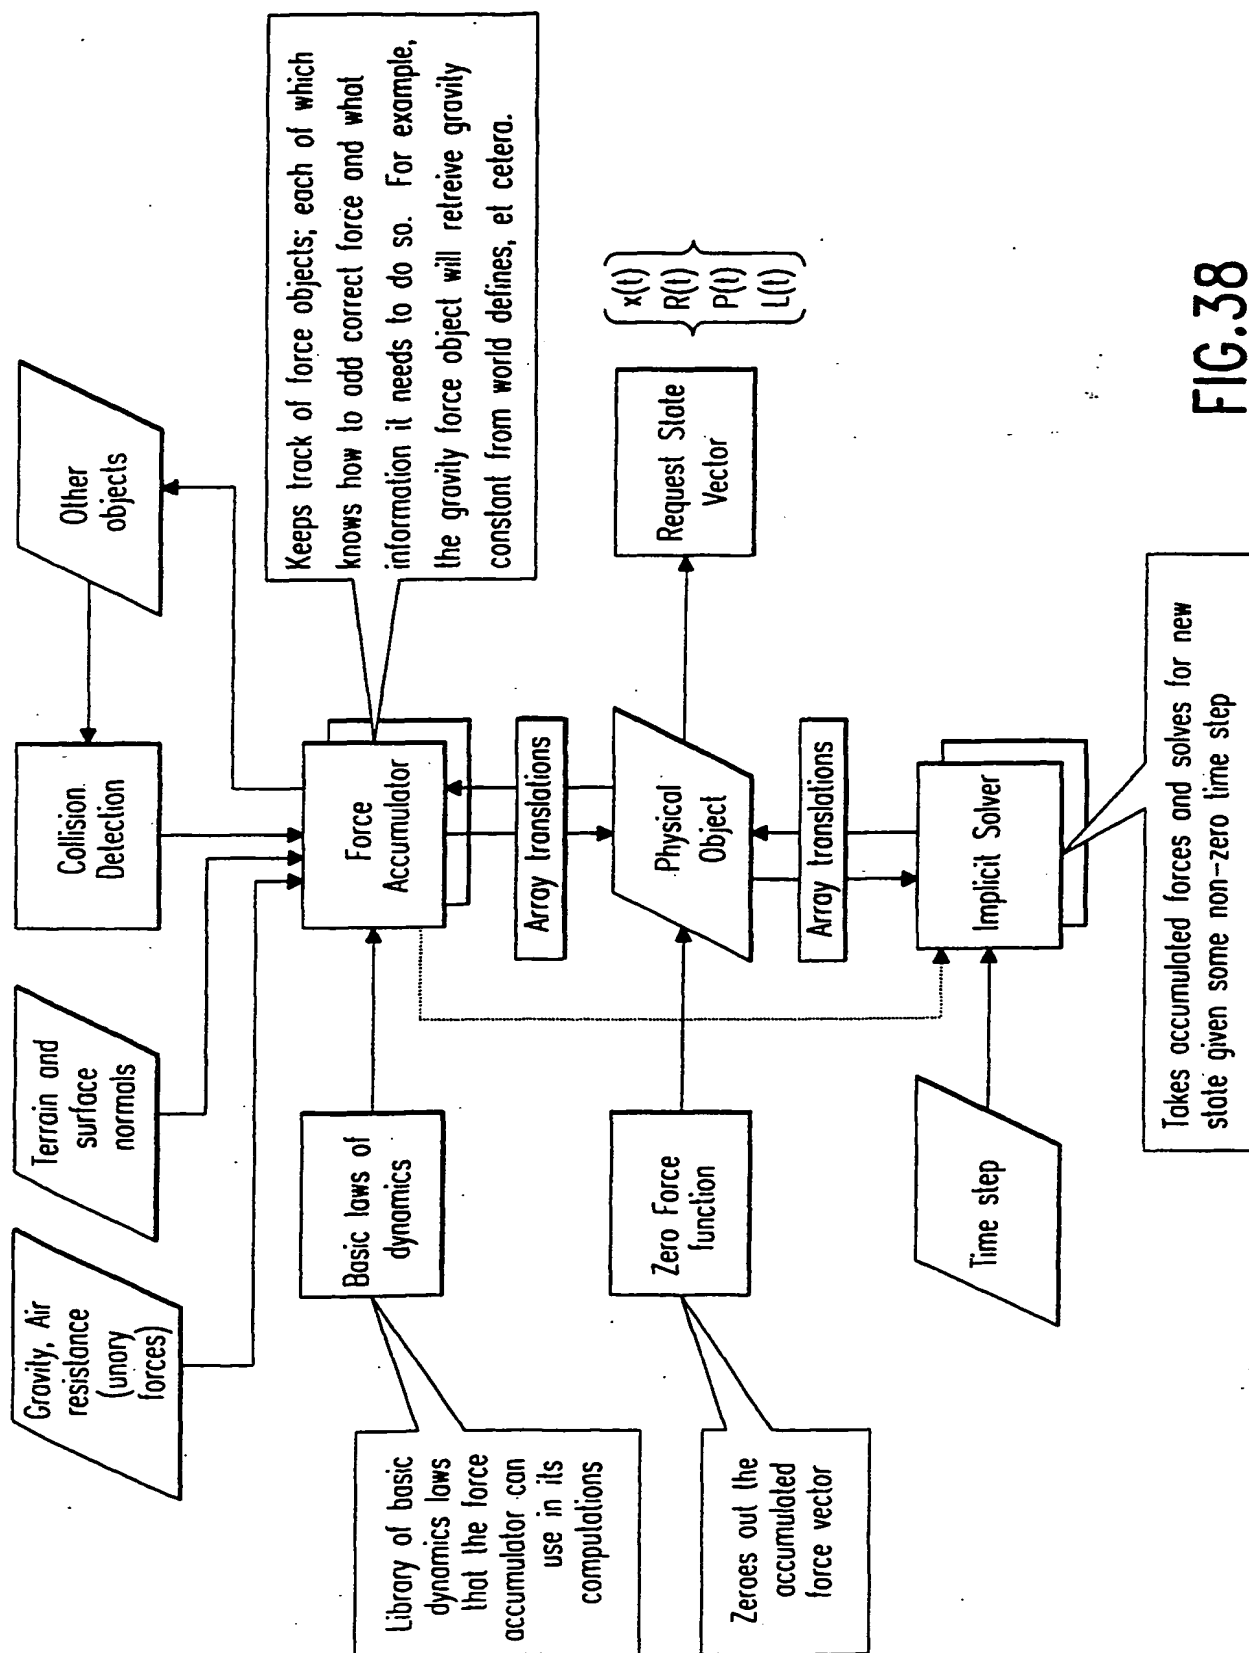 Gravity, Air
resistance
(unary
forces)
Terrain and
surface
normals
Collision
Detection
Other
objects
Library of basic
dynamics laws
that the force
accumulator can
use in its
computations
Basic laws of
dynamics
Force
Accumulator
Keeps track of force objects; each of which
knows how to add correct force and what
information it needs to do so. For example,
the gravity force object will retreive gravity
constant from world defines, et cetera.
Array translations
Zeroes out the
accumulated
force vector
Zero Force
function
Physical
Object
Request State
Vector
x(t)
R(t)
P(t)
L(t)
Array translations
Time step
Implicit Solver
Takes accumulated forces and solves for new
state given some non-zero time step
FIG.38